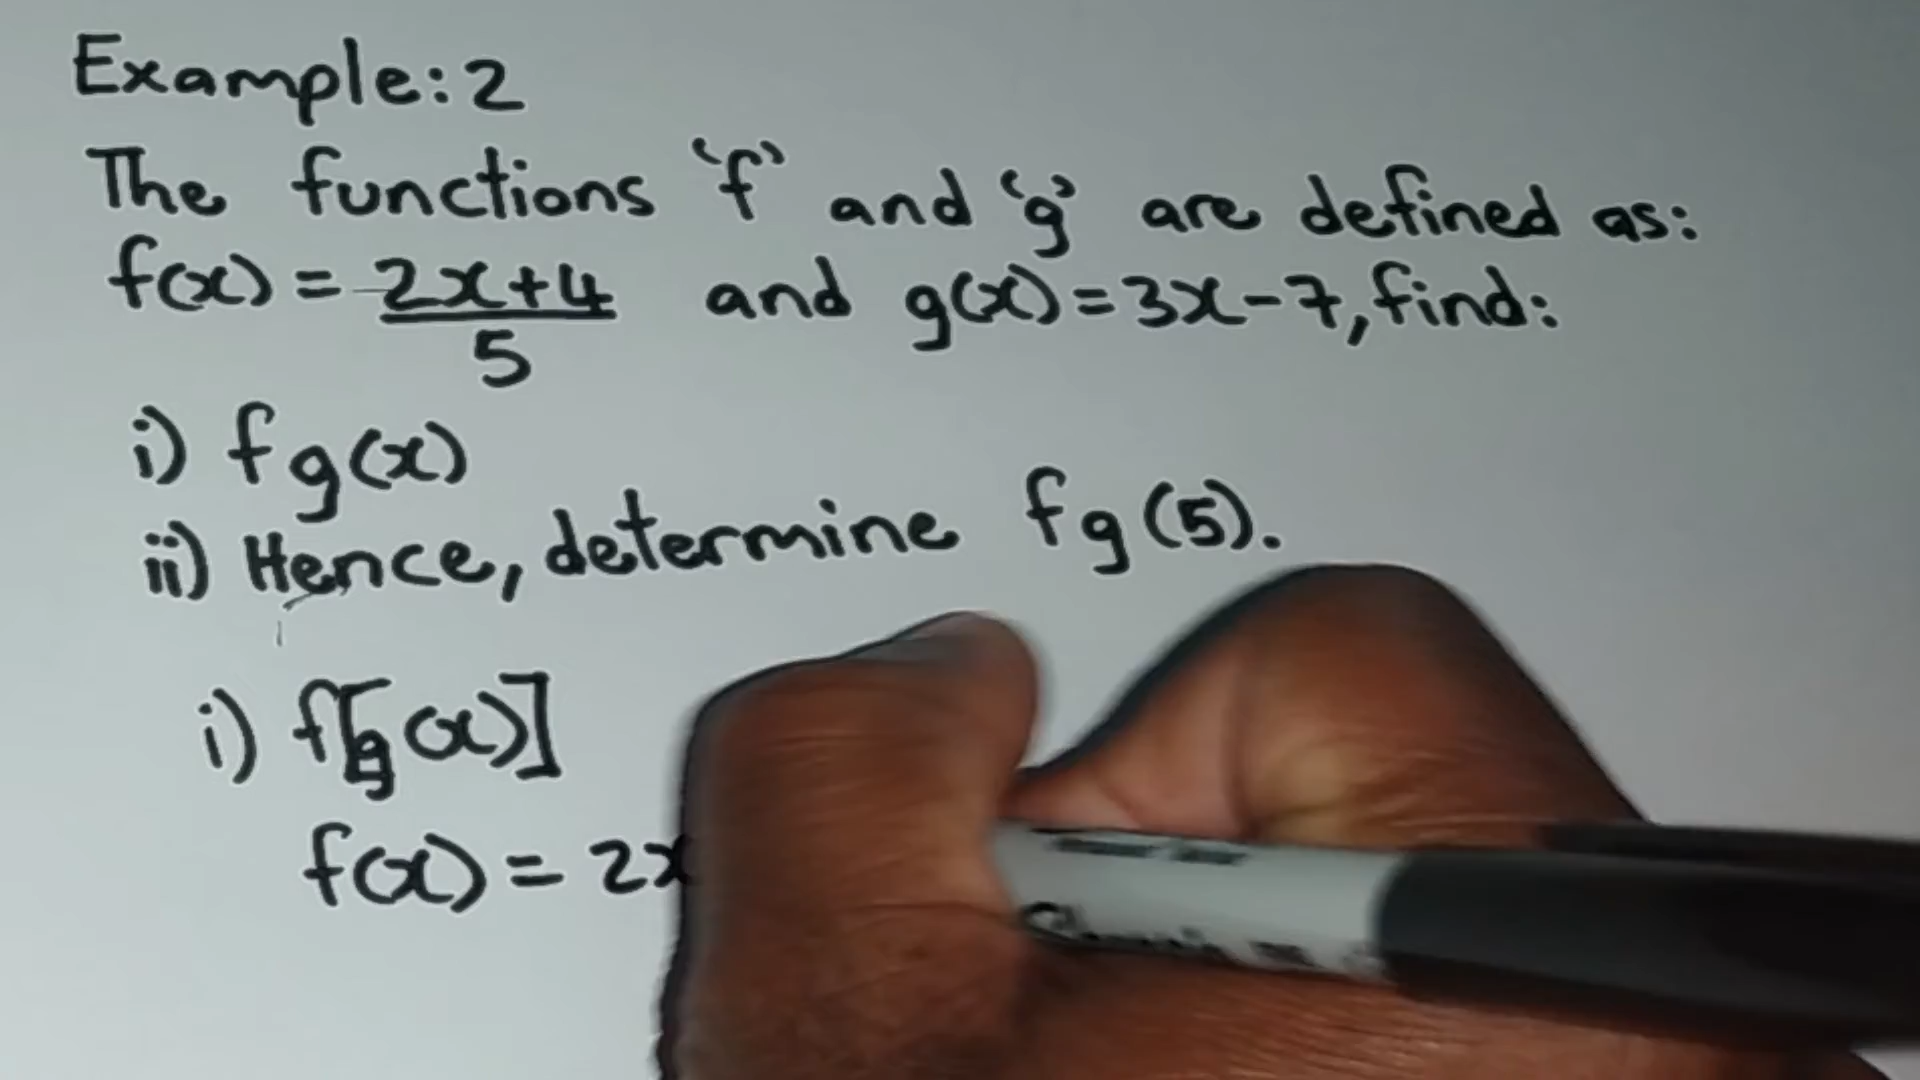 Example: 2
The functions 'f' and 'g' are defined as:
f(x) = 2x+4/5 and g(x) = 3x-7, find:
i) fg(x)
ii) Hence, determine fg(5).
i) f[g(x)]
f(x) = 2x